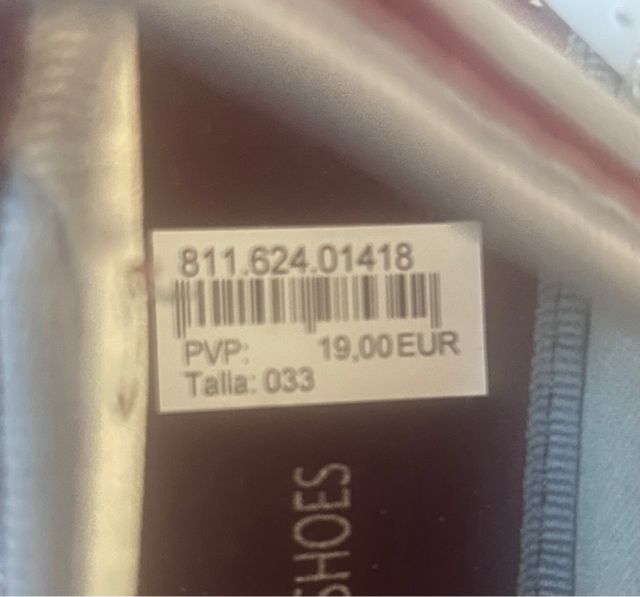 811.624.01418
PVP: 19,00 EUR
Talla: 033
SHOES